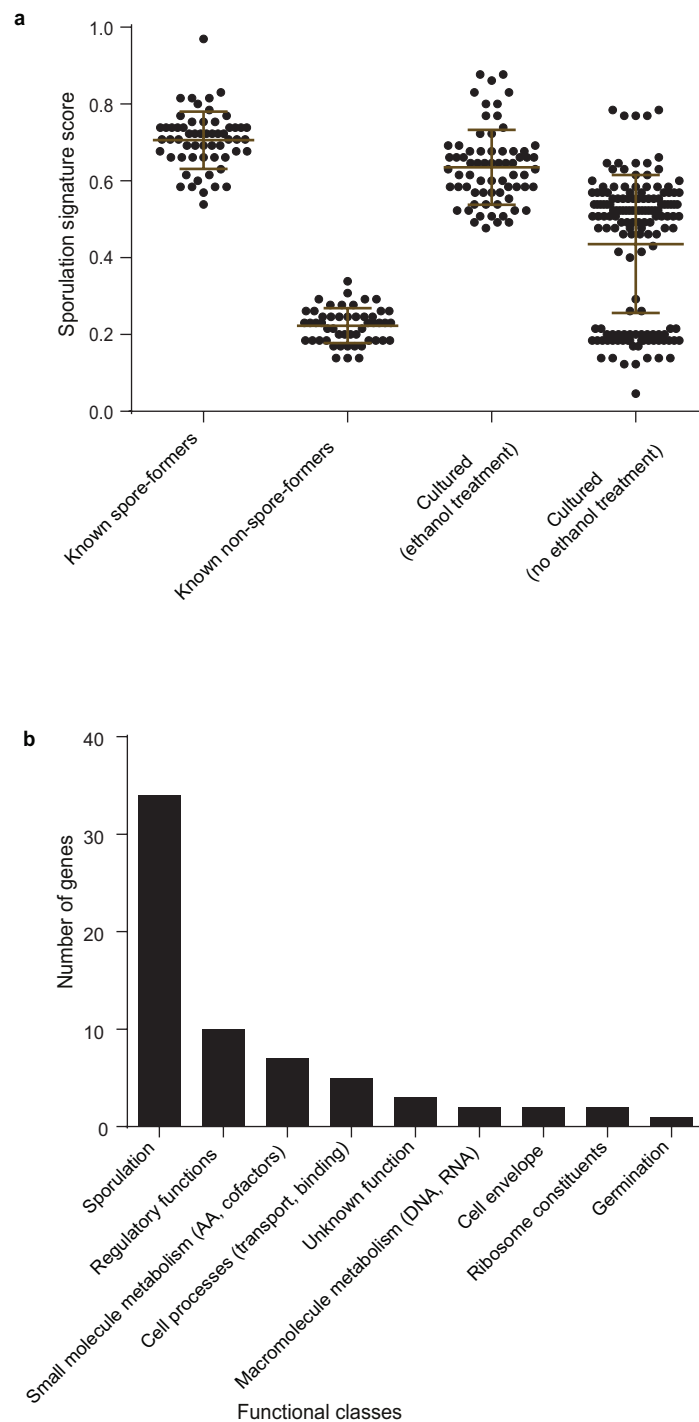 a
Sporulation signature score
1.0
0.8
0.6
0.4
0.2
0.0
Known spore-formers
Known non-spore-formers
Cultured
(ethanol treatment)
Cultured
(no ethanol treatment)
b
Number of genes
40
30
20
10
0
Sporulation
Regulatory functions
Small molecule metabolism (AA, cofactors)
Cell processes (transport, binding)
Unknown function
Macromolecule metabolism (DNA, RNA)
Cell envelope
Ribosome constituents
Germination
Functional classes